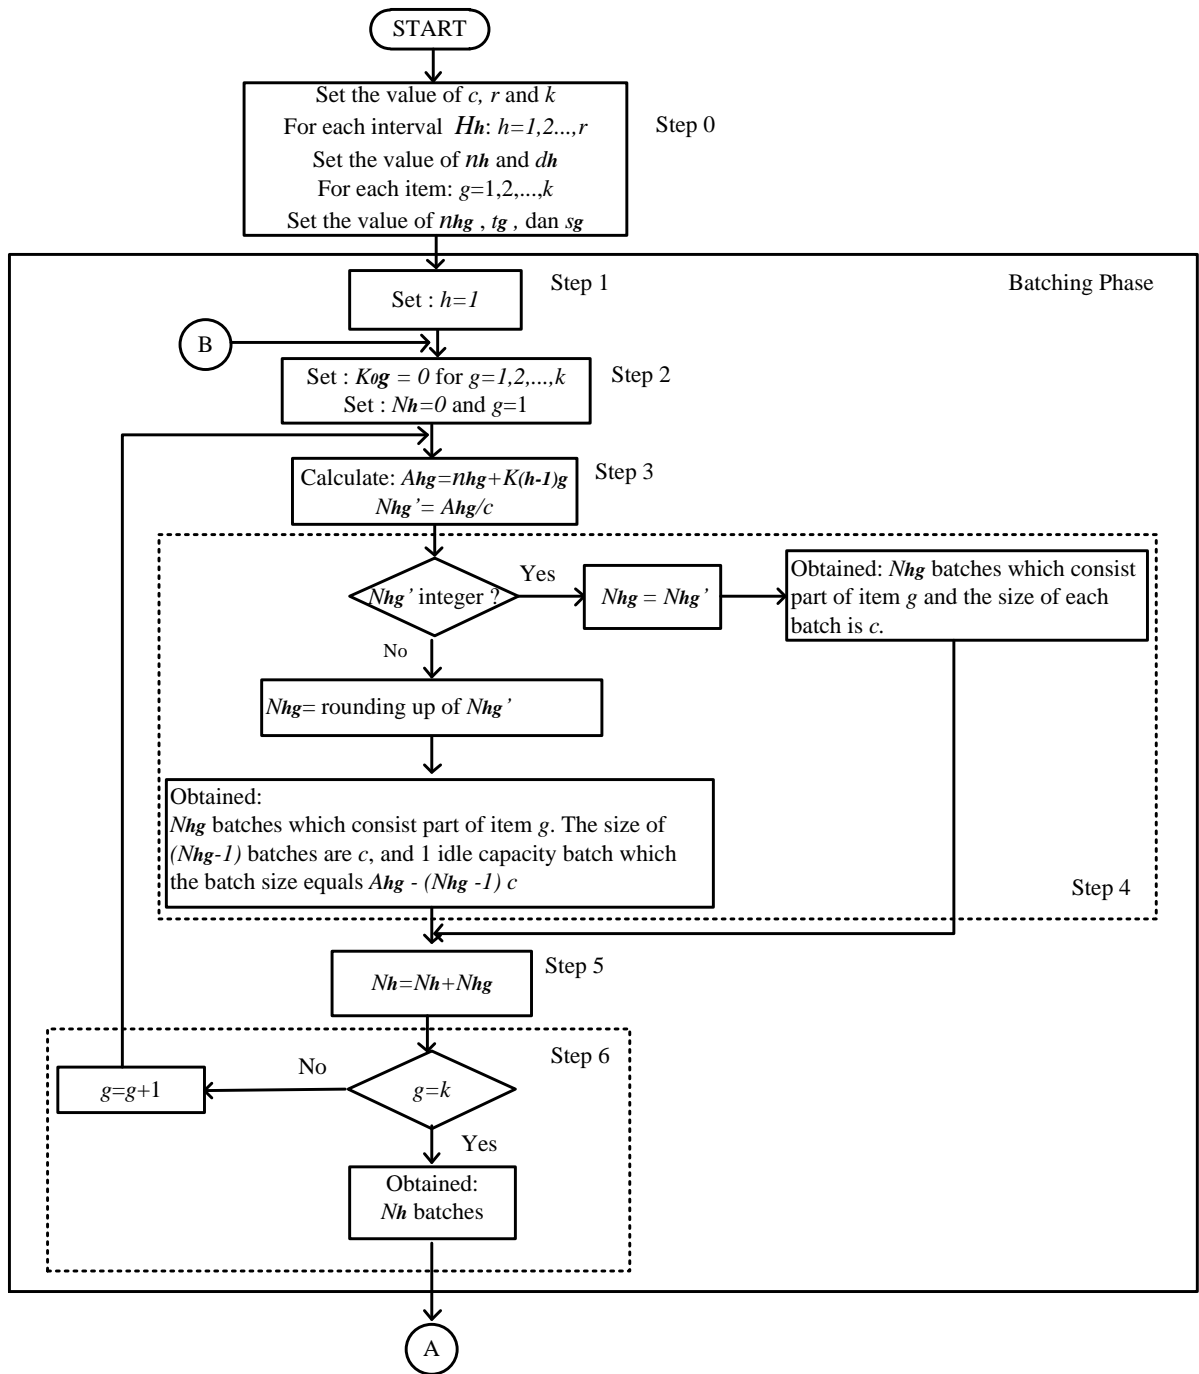 START
Set the value of c, r and k
For each interval Hh: h=1,2...,r
Set the value of nh and dh
For each item: g=1,2,...,k
Set the value of nhg , tg , dan sg
Step 0
Batching Phase
Set : h=1
Step 1
B
Set : K0g = 0 for g=1,2,...,k
Set : Nh=0 and g=1
Step 2
Calculate: Ahg=nhg+K(h-1)g
Nhg’= Ahg/c
Step 3
Nhg’ integer ?
Yes
Nhg = Nhg’
Obtained: Nhg batches which consist
part of item g and the size of each
batch is c.
No
Nhg= rounding up of Nhg’
Obtained:
Nhg batches which consist part of item g. The size of
(Nhg-1) batches are c, and 1 idle capacity batch which
the batch size equals Ahg - (Nhg -1) c
Step 4
Nh=Nh+Nhg
Step 5
Step 6
g=k
No
g=g+1
Yes
Obtained:
Nh batches
A